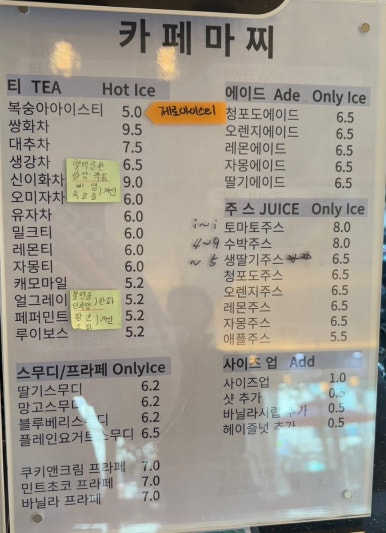 카페마찌
티 TEA Hot Ice
복숭아아이스티 5.0 제로아이스티
쌍화차 9.5
대추차 7.5
생강차 6.5
신이화차 9.0
오미자차 6.0
유자차 6.0
밀크티 6.0
레몬티 6.0
자몽티 6.0
캐모마일 5.2
얼그레이 5.2
페퍼민트 5.2
루이보스 5.2
스무디/프라페 OnlyIce
딸기스무디 6.2
망고스무디 6.2
블루베리스무디 6.2
플레인요거트스무디 6.5
쿠키앤크림 프라페 7.0
민트초코 프라페 7.0
바닐라 프라페 7.0
에이드 Ade Only Ice
청포도에이드 6.5
오렌지에이드 6.5
레몬에이드 6.5
자몽에이드 6.5
딸기에이드 6.5
주 스 JUICE Only Ice
토마토주스 8.0
4~9 수박주스 8.0
~ 5 생딸기주스 6.5
청포도주스 6.5
오렌지주스 6.5
레몬주스 6.5
자몽주스 6.5
애플주스 5.5
사이즈 업 Add
사이즈업 1.0
샷 추가 0.5
바닐라시럽 추가 0.5
헤이즐넛 추가 0.5